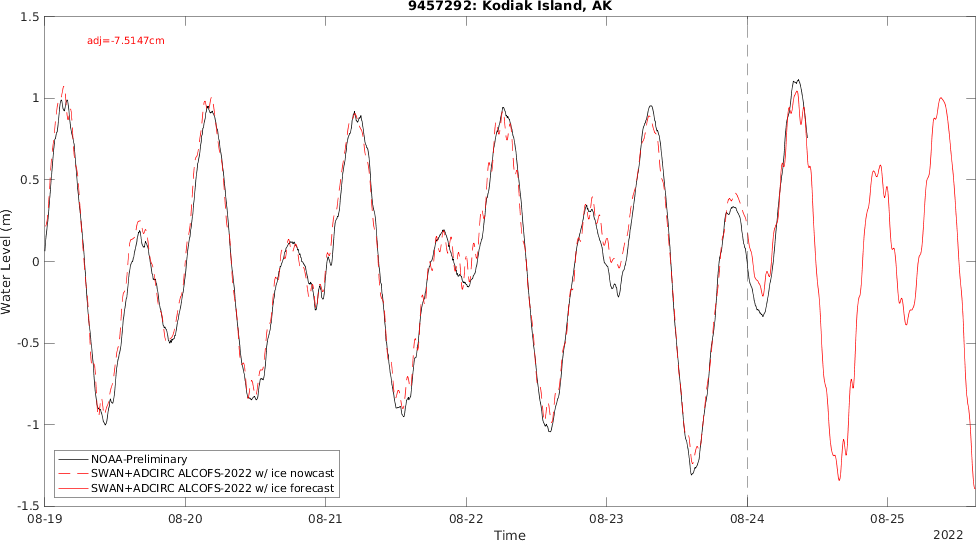 9457292: Kodiak Island, AK
adj=-7.5147cm
Water Level (m)
1.5
1
0.5
0
-0.5
-1
-1.5
NOAA-Preliminary
SWAN+ADCIRC ALCOFS-2022 w/ ice nowcast
SWAN+ADCIRC ALCOFS-2022 w/ ice forecast
08-19 08-20 08-21 08-22 08-23 08-24 08-25
Time
2022